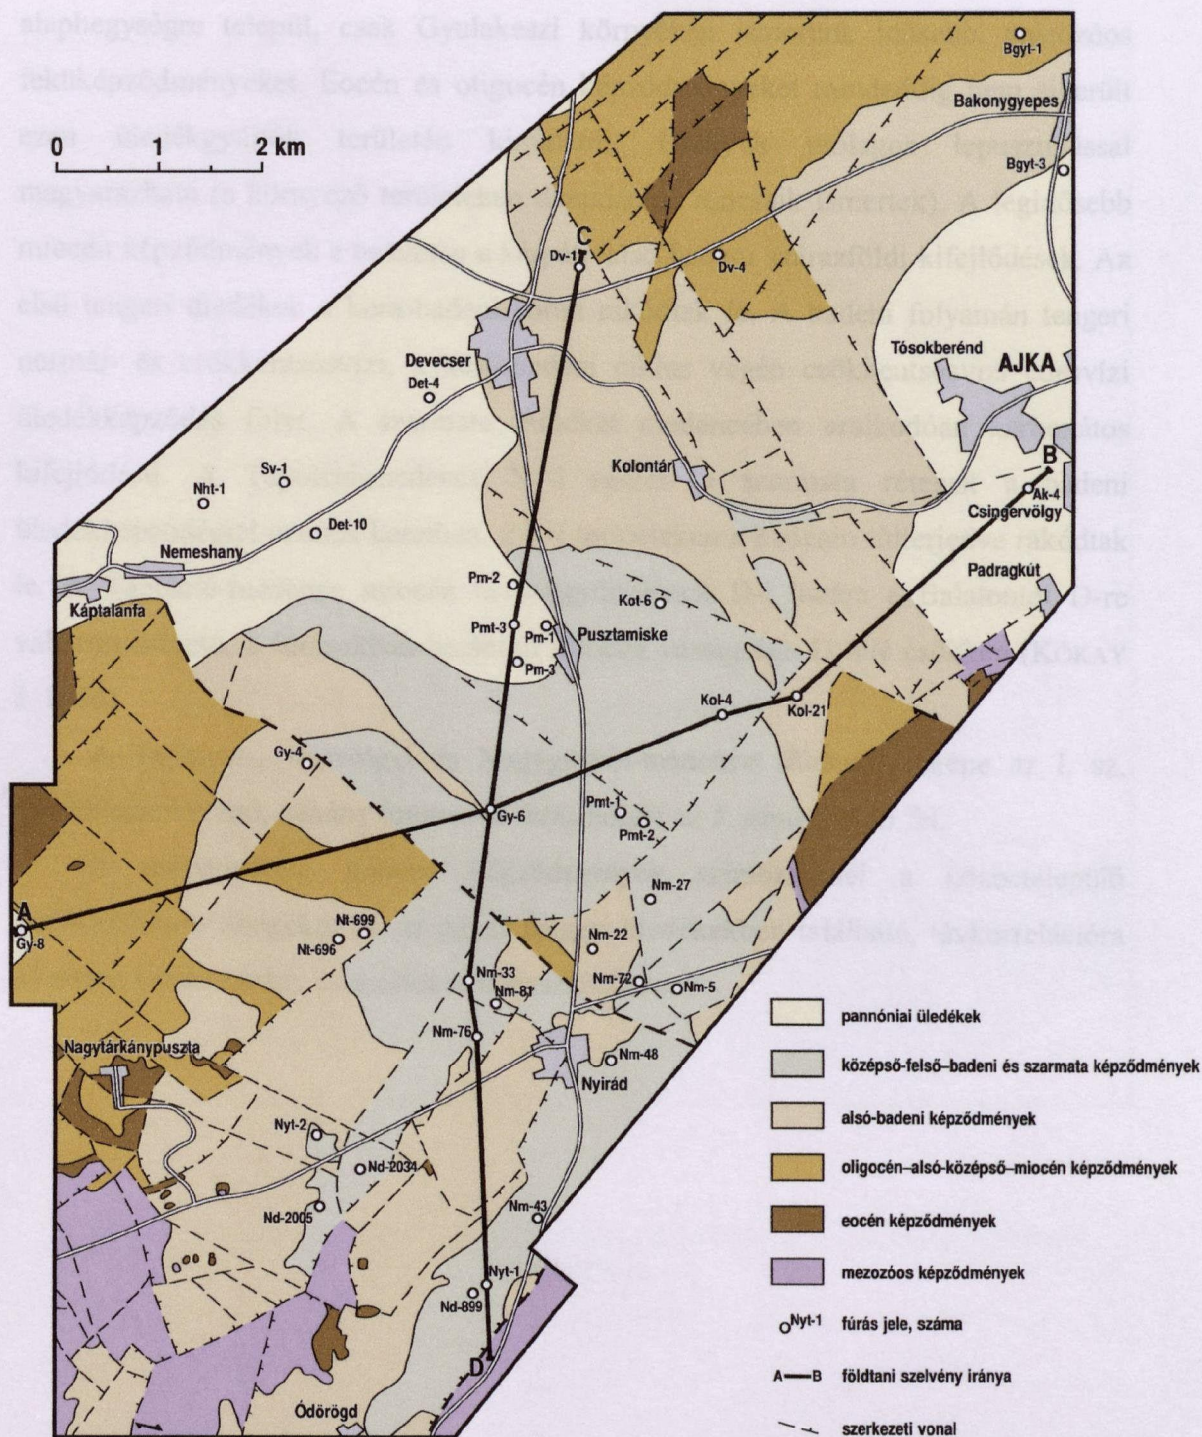 0 1 2 km
Bgyt-1
Bakonygyepes
Bgyt-3
C
Dv-1
Dv-4
Devecser
Tósokberénd
AJKA
Det-4
Kolontár
B
Ak-4
Csingervölgy
Sv-1
Nht-1
Det-10
Nemeshany
Káptalanfa
Padragkút
Pm-2
Kot-6
Pmt-3
Pm-1
Pusztamiske
Pm-3
Kol-4
Kol-21
Gy-4
Gy-6
Pmt-1
Pmt-2
A
Gy-8
Nt-699
Nt-696
Nm-27
Nm-22
Nm-33
Nm-72
Nm-5
Nm-81
Nm-76
Nm-48
Nagytárkánypuszta
Nyirád
Nyt-2
Nd-2034
Nd-2005
Nm-43
Nyt-1
Nd-899
D
Ódörögd
pannóniai üledékek
középső-felső–badeni és szarmata képződmények
alsó-badeni képződmények
oligocén–alsó-középső–miocén képződmények
eocén képződmények
mezozóos képződmények
Nyt-1 fúrás jele, száma
A B földtani szelvény iránya
szerkezeti vonal